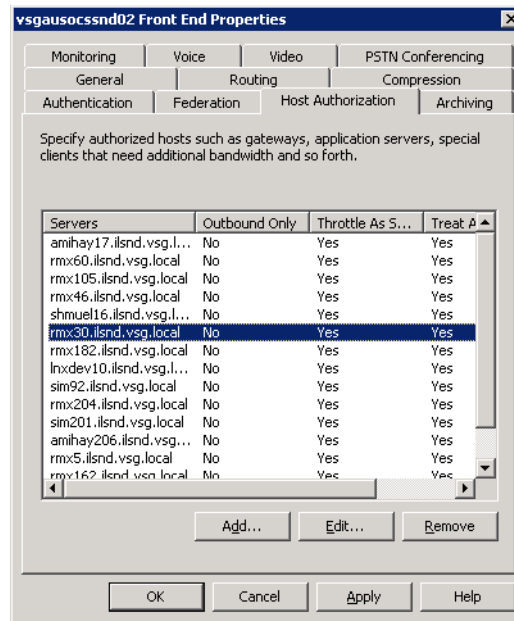 vsgausocssnd02 Front End Properties
Monitoring Voice Video PSTN Conferencing
General Routing Compression
Authentication Federation Host Authorization Archiving
Specify authorized hosts such as gateways, application servers, special
clients that need additional bandwidth and so forth.
Servers Outbound Only Throttle As S... Treat A
amihay17.ilsnd.vsg.l... No Yes Yes
rmx60.ilsnd.vsg.local No Yes Yes
rmx105.ilsnd.vsg.local No Yes Yes
rmx46.ilsnd.vsg.local No Yes Yes
shmuel16.ilsnd.vsg.l... No Yes Yes
rmx30.ilsnd.vsg.local No Yes Yes
rmx182.ilsnd.vsg.local No Yes Yes
lnxdev10.ilsnd.vsg.l... No Yes Yes
sim92.ilsnd.vsg.local No Yes Yes
rmx204.ilsnd.vsg.local No Yes Yes
sim201.ilsnd.vsg.local No Yes Yes
amihay206.ilsnd.vsg... No Yes Yes
rmx5.ilsnd.vsg.local No Yes Yes
rmx162.ilsnd.vsg.local No Yes Yes
Add... Edit... Remove
OK Cancel Apply Help